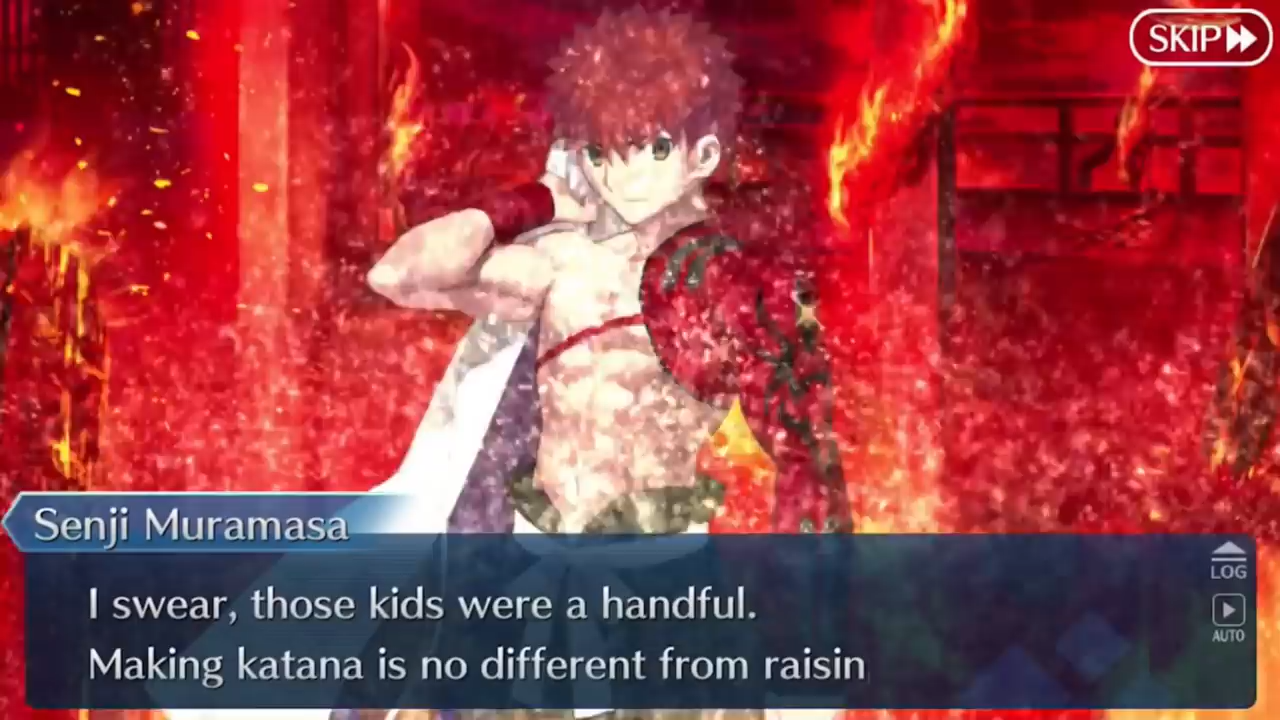 SKIP
Senji Muramasa
I swear, those kids were a handful.
Making katana is no different from raisin
LOG
AUTO